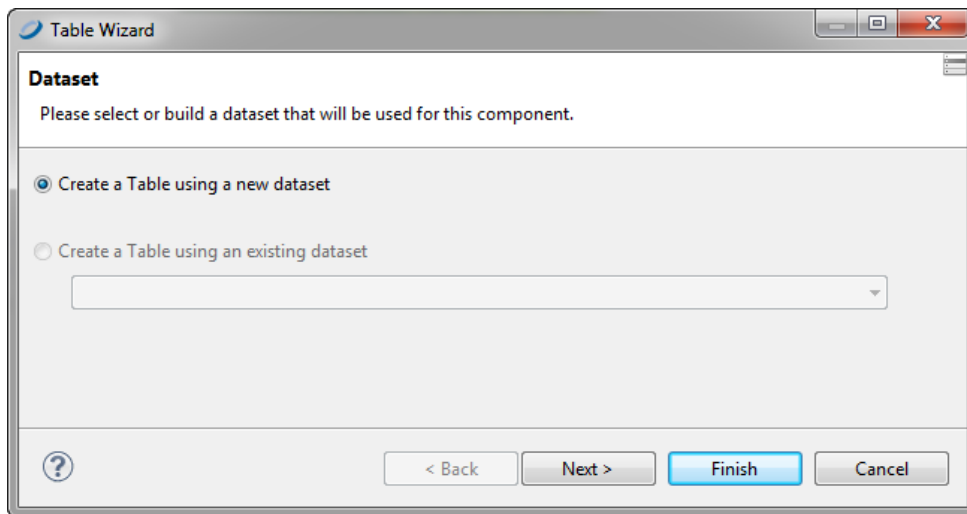 Table Wizard
Dataset
Please select or build a dataset that will be used for this component.
Create a Table using a new dataset
Create a Table using an existing dataset
?
< Back Next > Finish Cancel